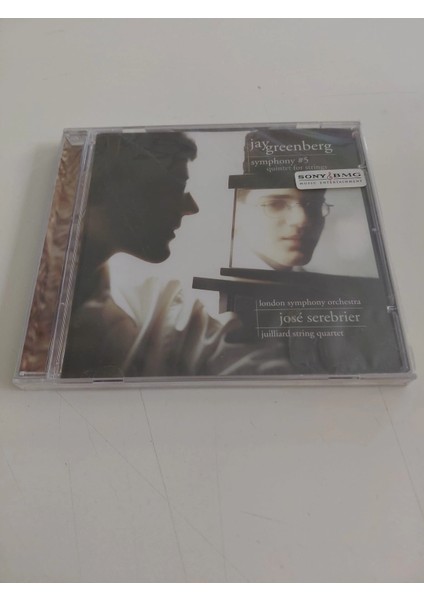 jay
greenberg
symphony #5
quintet for strings
SONY BMG
music entertainment
london symphony orchestra
josé serebrier
juilliard string quartet